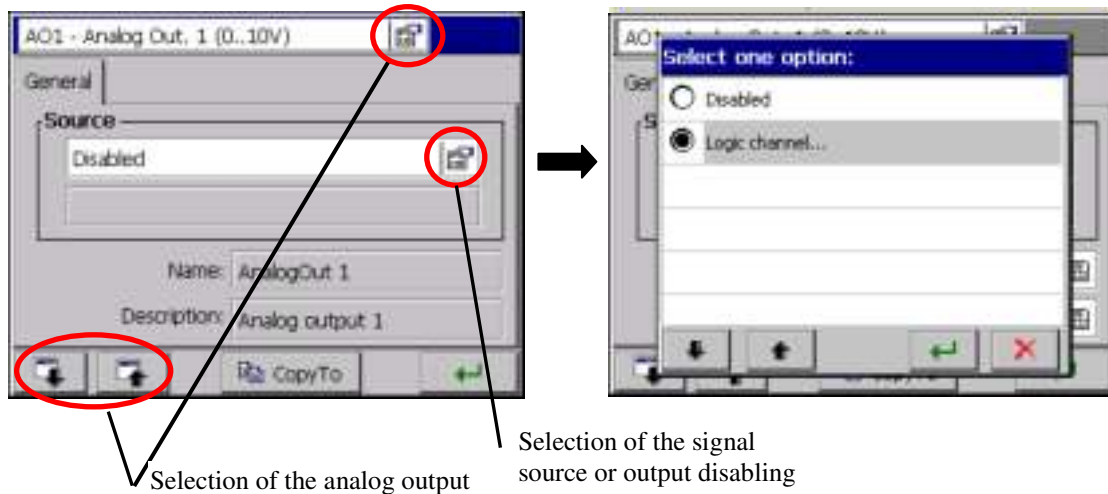 AO1 - Analog Out, 1 (0..10V)
General
Source
Disabled
Name: AnalogOut 1
Description: Analog output 1
CopyTo
Select one option:
Disabled
Logic channel...
Selection of the analog output
Selection of the signal
source or output disabling